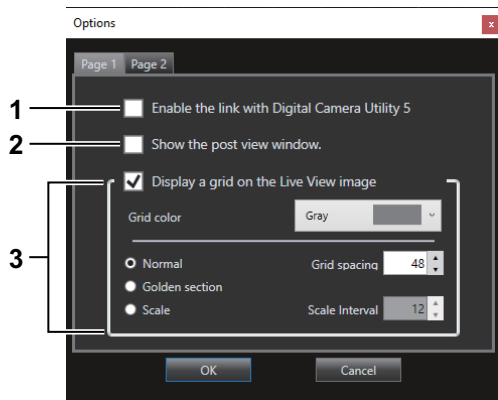 Options
x
Page 1 Page 2
1 Enable the link with Digital Camera Utility 5
2 Show the post view window.
Display a grid on the Live View image
Grid color Gray
3
Normal Grid spacing 48
Golden section
Scale Scale Interval 12
OK Cancel